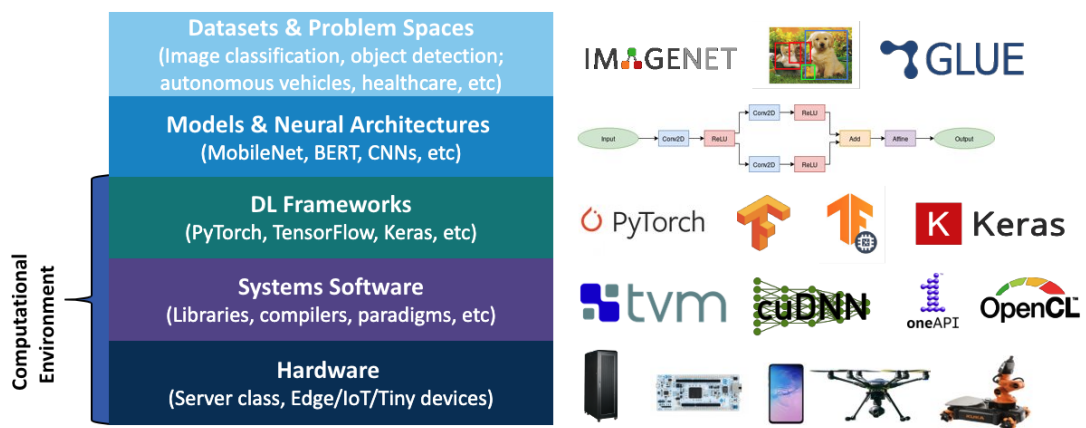 Datasets & Problem Spaces
(Image classification, object detection;
autonomous vehicles, healthcare, etc)
IMAGENET
GLUE
Models & Neural Architectures
(MobileNet, BERT, CNNs, etc)
Input
Conv2D
ReLU
Conv2D
ReLU
Conv2D
ReLU
Add
Affine
Output
DL Frameworks
(PyTorch, TensorFlow, Keras, etc)
PyTorch
K Keras
Systems Software
(Libraries, compilers, paradigms, etc)
tvm
cuDNN
oneAPI
OpenCL
Hardware
(Server class, Edge/IoT/Tiny devices)
Computational
Environment